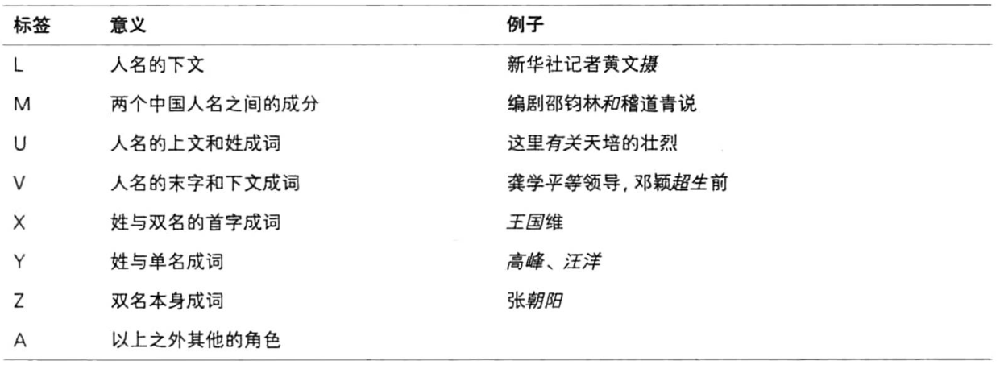 标签 意义 例子
L 人名的下文 新华社记者黄文摄
M 两个中国人名之间的成分 编剧邵钧林和稽道青说
U 人名的上文和姓成词 这里有关天培的壮烈
V 人名的末字和下文成词 龚学平等领导, 邓颖超生前
X 姓与双名的首字成词 王国维
Y 姓与单名成词 高峰、汪洋
Z 双名本身成词 张朝阳
A 以上之外其他的角色